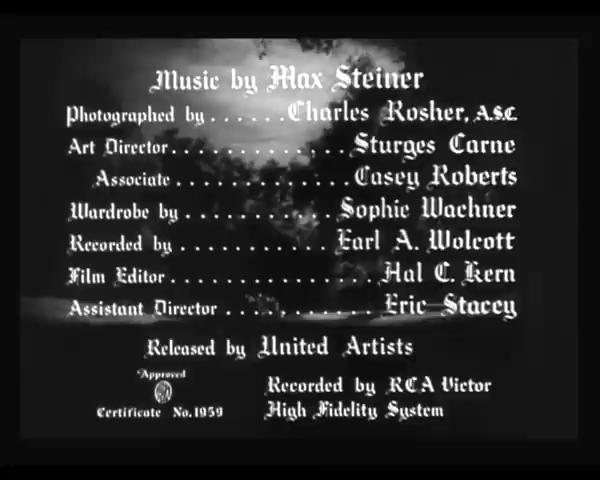 Music by Max Steiner
Photographed by......Charles Rosher, A.S.C.
Art Director.............Sturges Carne
Associate.............Casey Roberts
Wardrobe by...........Sophie Wachner
Recorded by...........Earl A. Wolcott
Film Editor................Hal C. Kern
Assistant Director...........Eric Stacey
Released by United Artists
Approved
Certificate No. 1959
Recorded by RCA Victor
High Fidelity System